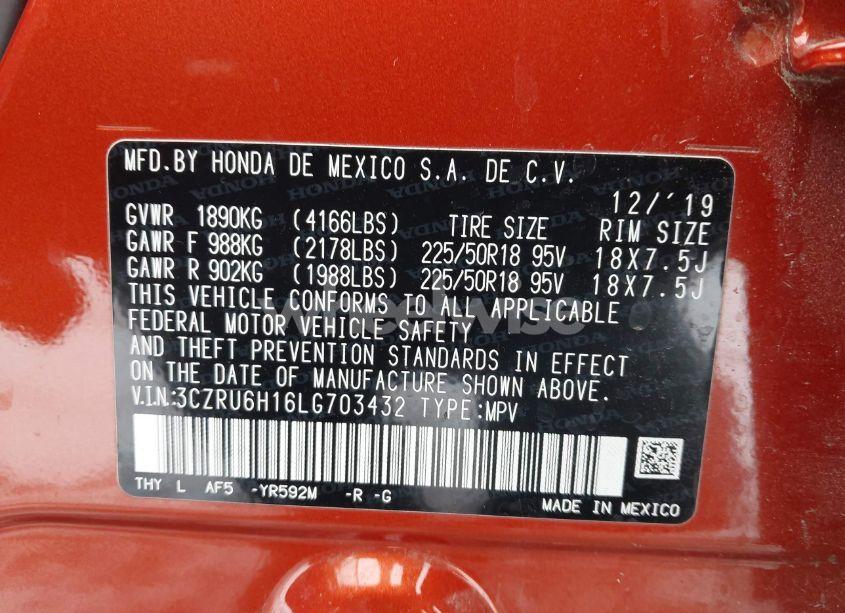 MFD.BY HONDA DE MEXICO S.A. DE C.V.
12/'19
GVWR 1890KG (4166LBS) TIRE SIZE RIM SIZE
GAWR F 988KG (2178LBS) 225/50R18 95V 18X7.5J
GAWR R 902KG (1988LBS) 225/50R18 95V 18X7.5J
THIS VEHICLE CONFORMS TO ALL APPLICABLE
FEDERAL MOTOR VEHICLE SAFETY
AND THEFT PREVENTION STANDARDS IN EFFECT
ON THE DATE OF MANUFACTURE SHOWN ABOVE.
V.I.N.:3CZRU6H16LG703432 TYPE:MPV
THY L AF5 -YR592M -R -G
MADE IN MEXICO